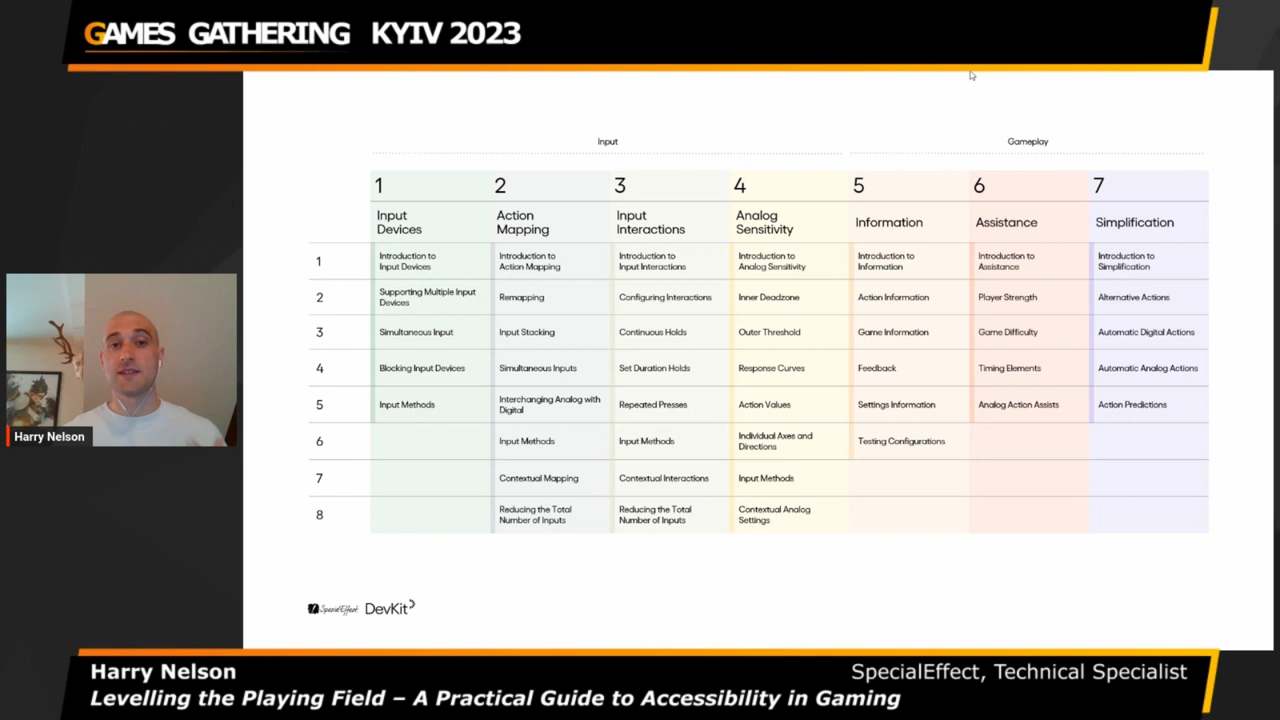 GAMES GATHERING KYIV 2023
Input
Gameplay
1
2
3
4
5
6
7
Input
Devices
Action
Mapping
Input
Interactions
Analog
Sensitivity
Information
Assistance
Simplification
1
Introduction to
Input Devices
Introduction to
Action Mapping
Introduction to
Input Interactions
Introduction to
Analog Sensitivity
Introduction to
Information
Introduction to
Assistance
Introduction to
Simplification
2
Supporting Multiple Input
Devices
Remapping
Configuring Interactions
Inner Deadzone
Action Information
Player Strength
Alternative Actions
3
Simultaneous Input
Input Stacking
Continuous Holds
Outer Threshold
Game Information
Game Difficulty
Automatic Digital Actions
4
Blocking Input Devices
Simultaneous Inputs
Set Duration Holds
Response Curves
Feedback
Timing Elements
Automatic Analog Actions
5
Input Methods
Interchanging Analog with
Digital
Repeated Presses
Action Values
Settings Information
Analog Action Assists
Action Predictions
6
Input Methods
Input Methods
Individual Axes and
Directions
Testing Configurations
7
Contextual Mapping
Contextual Interactions
Input Methods
8
Reducing the Total
Number of Inputs
Reducing the Total
Number of Inputs
Contextual Analog
Settings
Harry Nelson
SpecialEffect DevKit
Harry Nelson
SpecialEffect, Technical Specialist
Levelling the Playing Field – A Practical Guide to Accessibility in Gaming